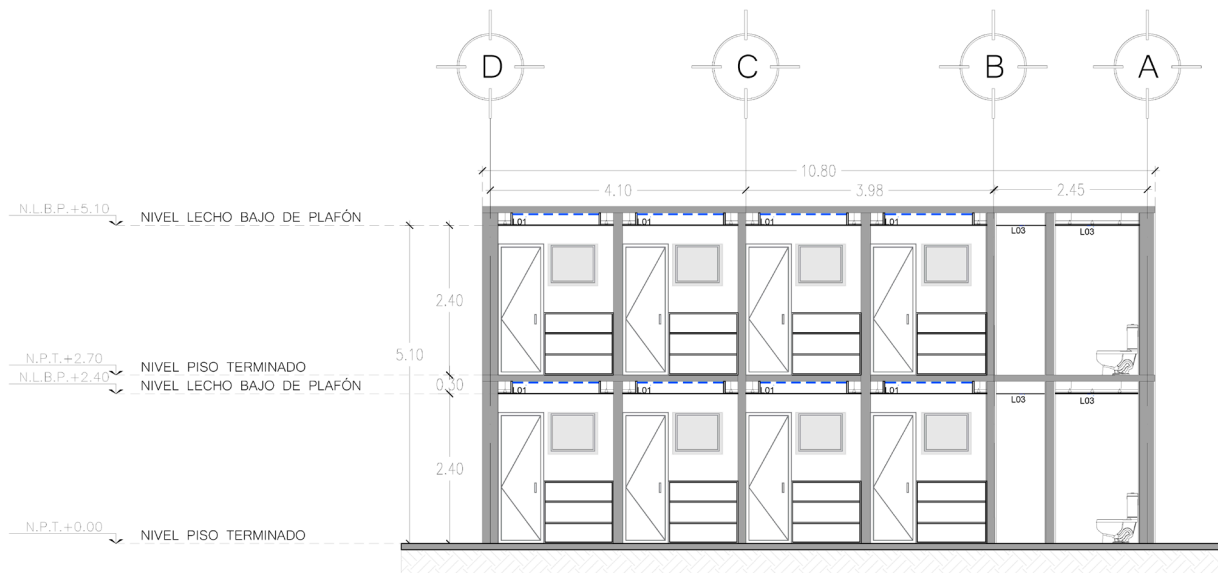 D C B A
10.80
4.10 3.98 2.45
N.L.B.P.+5.10 NIVEL LECHO BAJO DE PLAFÓN
L01 L01 L01 L01 L03 L03
2.40
5.10
N.P.T.+2.70 NIVEL PISO TERMINADO
N.L.B.P.+2.40 NIVEL LECHO BAJO DE PLAFÓN 0.30
L01 L01 L01 L01 L03 L03
2.40
N.P.T.+0.00 NIVEL PISO TERMINADO